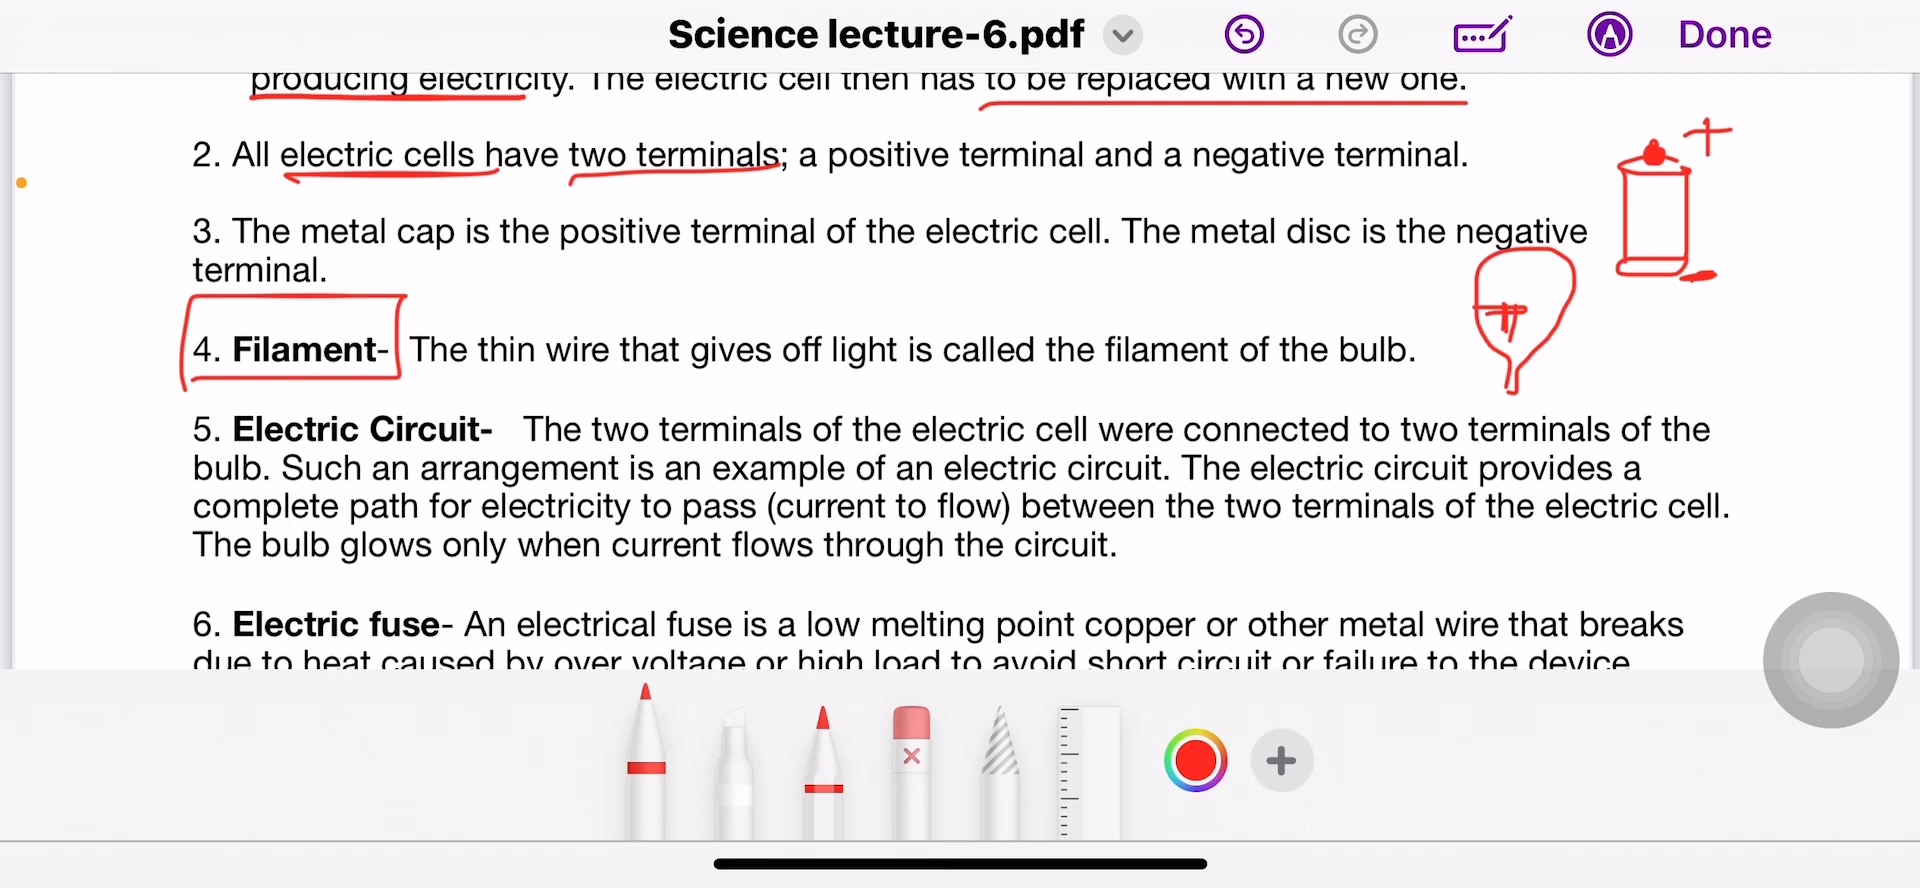 Science lecture-6.pdf
Done
producing electricity. The electric cell then has to be replaced with a new one.
+
2. All electric cells have two terminals; a positive terminal and a negative terminal.
3. The metal cap is the positive terminal of the electric cell. The metal disc is the negative
terminal.
-
4. Filament- The thin wire that gives off light is called the filament of the bulb.
5. Electric Circuit- The two terminals of the electric cell were connected to two terminals of the
bulb. Such an arrangement is an example of an electric circuit. The electric circuit provides a
complete path for electricity to pass (current to flow) between the two terminals of the electric cell.
The bulb glows only when current flows through the circuit.
6. Electric fuse- An electrical fuse is a low melting point copper or other metal wire that breaks
due to heat caused by over voltage or high load to avoid short circuit or failure to the device